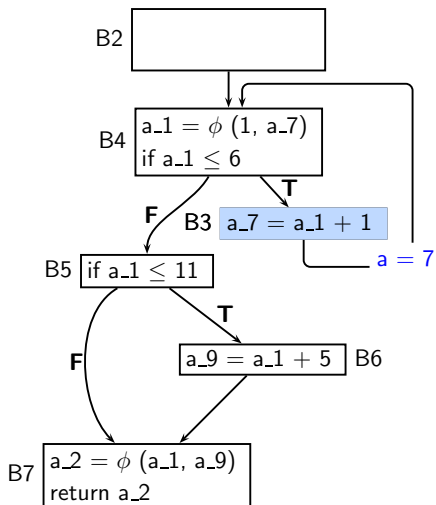 B2
B4
a_1 = ϕ (1, a_7)
if a_1 ≤ 6
F
T
B3
a_7 = a_1 + 1
a = 7
B5
if a_1 ≤ 11
F
T
a_9 = a_1 + 5
B6
B7
a_2 = ϕ (a_1, a_9)
return a_2